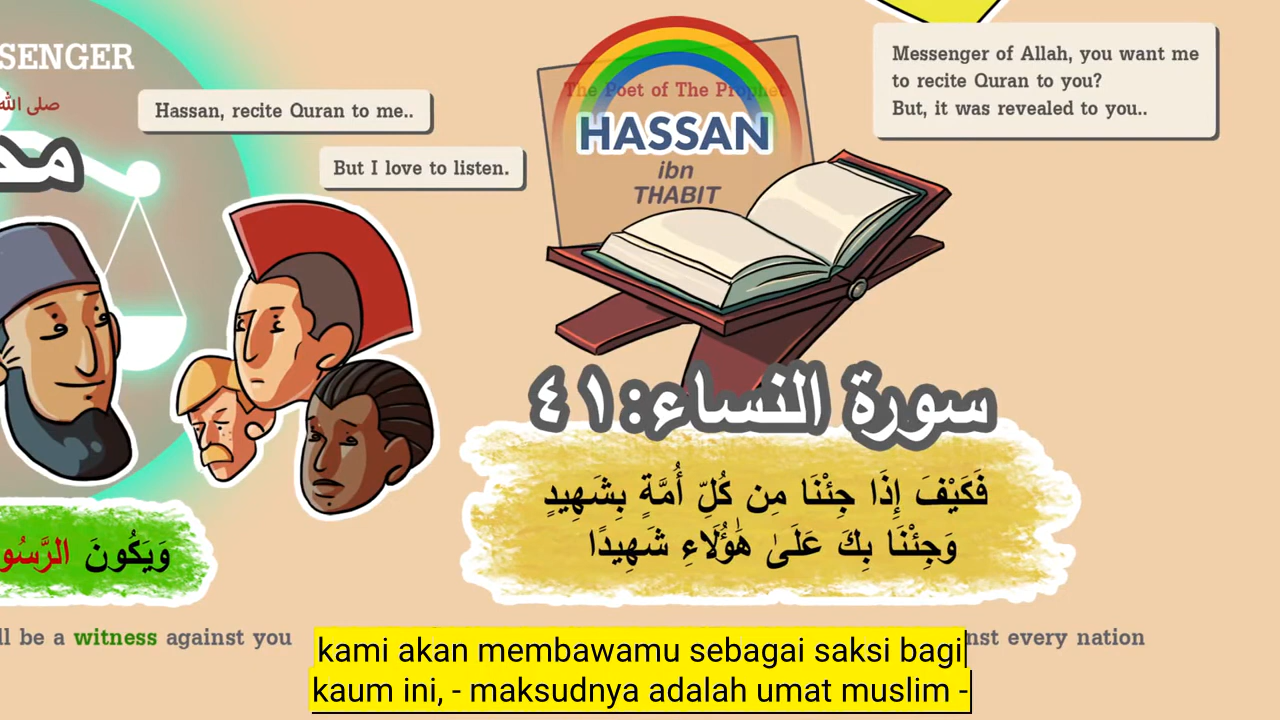 SENGER
صلى الله
Hassan, recite Quran to me..
But I love to listen.
The Poet of The Prophet
HASSAN
ibn
THABIT
Messenger of Allah, you want me
to recite Quran to you?
But, it was revealed to you..
سورة النساء:٤١
فَكَيْفَ إِذَا جِئْنَا مِن كُلِّ أُمَّةٍ بِشَهِيدٍ
وَجِئْنَا بِكَ عَلَىٰ هَٰؤُلَاءِ شَهِيدًا
وَيَكُونَ الرَّسُو
ll be a witness against you
nst every nation
kami akan membawamu sebagai saksi bagi
kaum ini, - maksudnya adalah umat muslim -